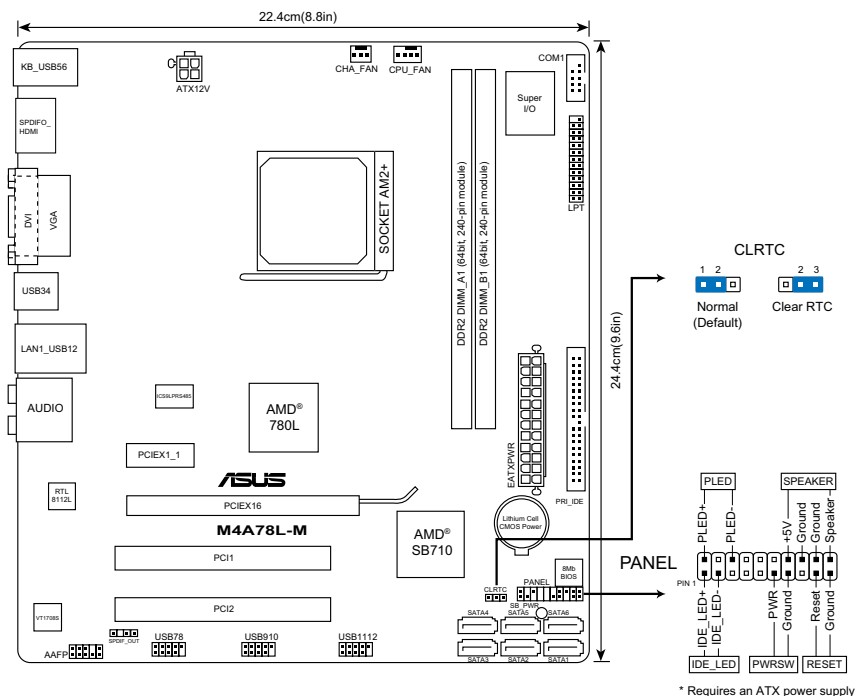 22.4cm(8.8in)
KB_USB56
ATX12V
CHA_FAN
CPU_FAN
COM1
Super
I/O
SPDIFO_
HDMI
LPT
DVI
VGA
SOCKET AM2+
DDR2 DIMM_A1 (64bit, 240-pin module)
DDR2 DIMM_B1 (64bit, 240-pin module)
24.4cm(9.6in)
CLRTC
1 2
2 3
Normal
(Default)
Clear RTC
USB34
LAN1_USB12
AUDIO
ICS9LPRS485
AMD®
780L
EATXPWR
PRI_IDE
PCIEX1_1
ASUS
RTL
8112L
PCIEX16
M4A78L-M
Lithium Cell
CMOS Power
AMD®
SB710
PCI1
8Mb
BIOS
CLRTC
PANEL
SB_PWR
PCI2
VT1708S
SPDIF_OUT
AAFP
USB78
USB910
USB1112
SATA4
SATA5
SATA6
SATA3
SATA2
SATA1
PLED
SPEAKER
PLED+
PLED-
+5V
Ground
Ground
Speaker
PANEL
PIN 1
IDE_LED+
IDE_LED-
PWR
Ground
Reset
Ground
IDE_LED
PWRSW
RESET
* Requires an ATX power supply